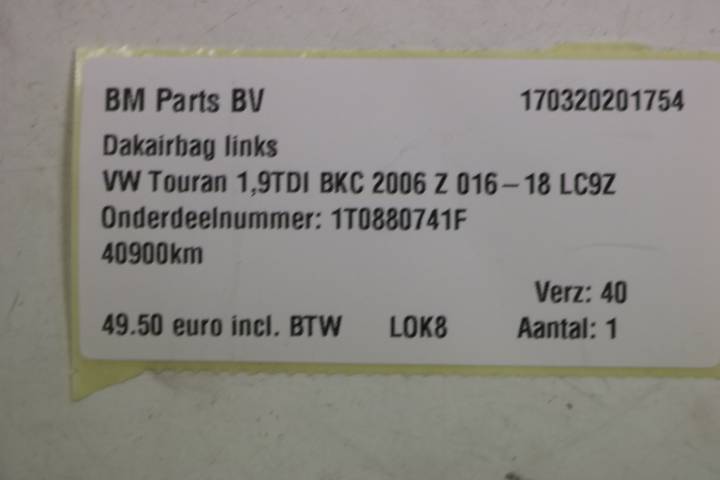 BM Parts BV 170320201754
Dakairbag links
VW Touran 1,9TDI BKC 2006 Z 016-18 LC9Z
Onderdeelnummer: 1T0880741F
40900km
Verz: 40
49.50 euro incl. BTW LOK8 Aantal: 1